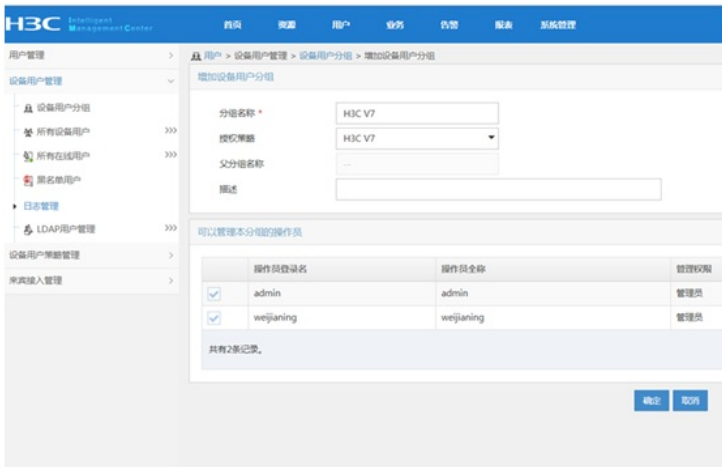 H3C Intelligent Management Center
首页 资源 用户 业务 告警 报表 系统管理
用户管理
设备用户管理
设备用户分组
所有设备用户
所有在线用户
黑名单用户
日志管理
LDAP用户管理
设备用户策略管理
来宾接入管理
用户 > 设备用户管理 > 设备用户分组 > 增加设备用户分组
增加设备用户分组
分组名称 * H3C V7
授权策略 H3C V7
父分组名称 --
描述
可以管理本分组的操作员
操作员登录名 操作员全称 管理权限
admin admin 管理员
weijianing weijianing 管理员
共有2条记录。
确定 取消